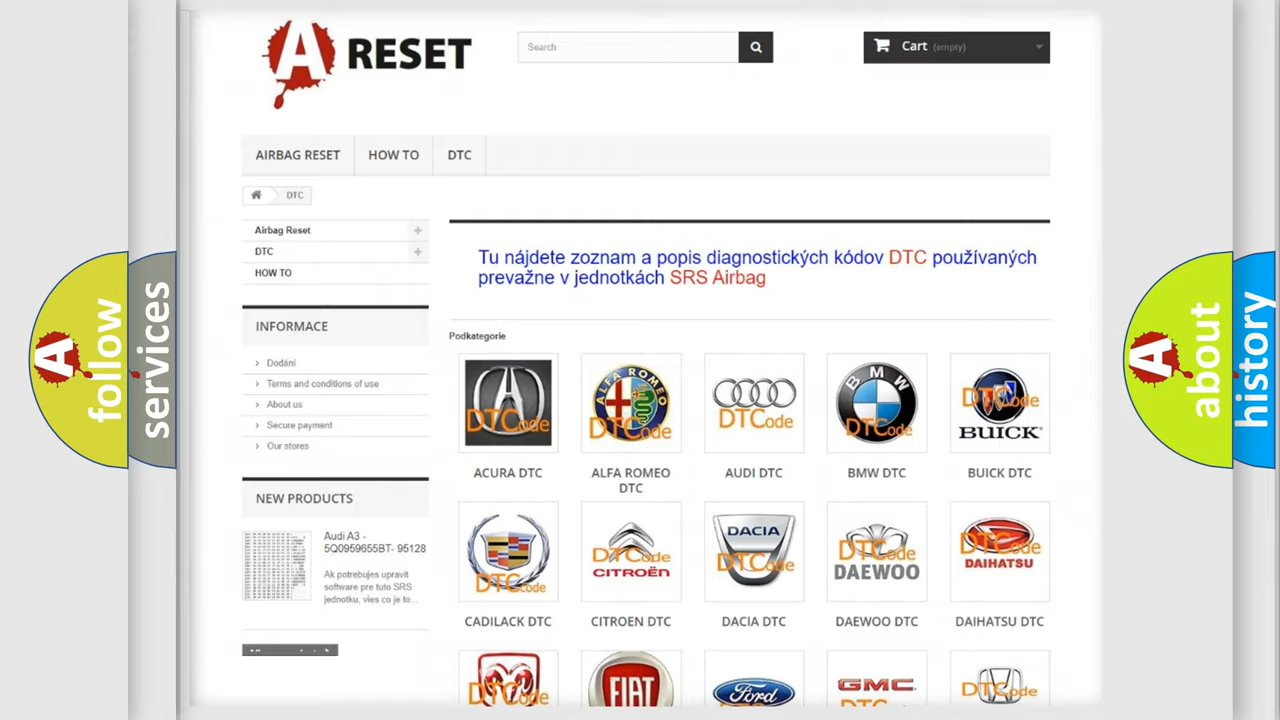 A RESET
Search
Cart (empty)
AIRBAG RESET
HOW TO
DTC
DTC
Airbag Reset
DTC
HOW TO
INFORMACE
Dodání
Terms and conditions of use
About us
Secure payment
Our stores
NEW PRODUCTS
Audi A3 -
5Q0959655BT- 95128
Ak potrebujes upravit
software pre tuto SRS
jednotku, vies co je to...
Tu nájdete zoznam a popis diagnostických kódov DTC používaných
prevažne v jednotkách SRS Airbag
Podkategorie
DTCode
ACURA DTC
ALFA ROMEO
DTCode
ALFA ROMEO
DTC
DTCode
AUDI DTC
BMW
DTCode
BMW DTC
DTCode
BUICK
BUICK DTC
DTCode
CADILACK DTC
DTCode
CITROËN
CITROEN DTC
DACIA
DTCode
DACIA DTC
DTCode
DAEWOO
DAEWOO DTC
DTCode
DAIHATSU
DAIHATSU DTC
DTCode
FIAT
Ford
GMC
DTCode
A follow
services
A about
history